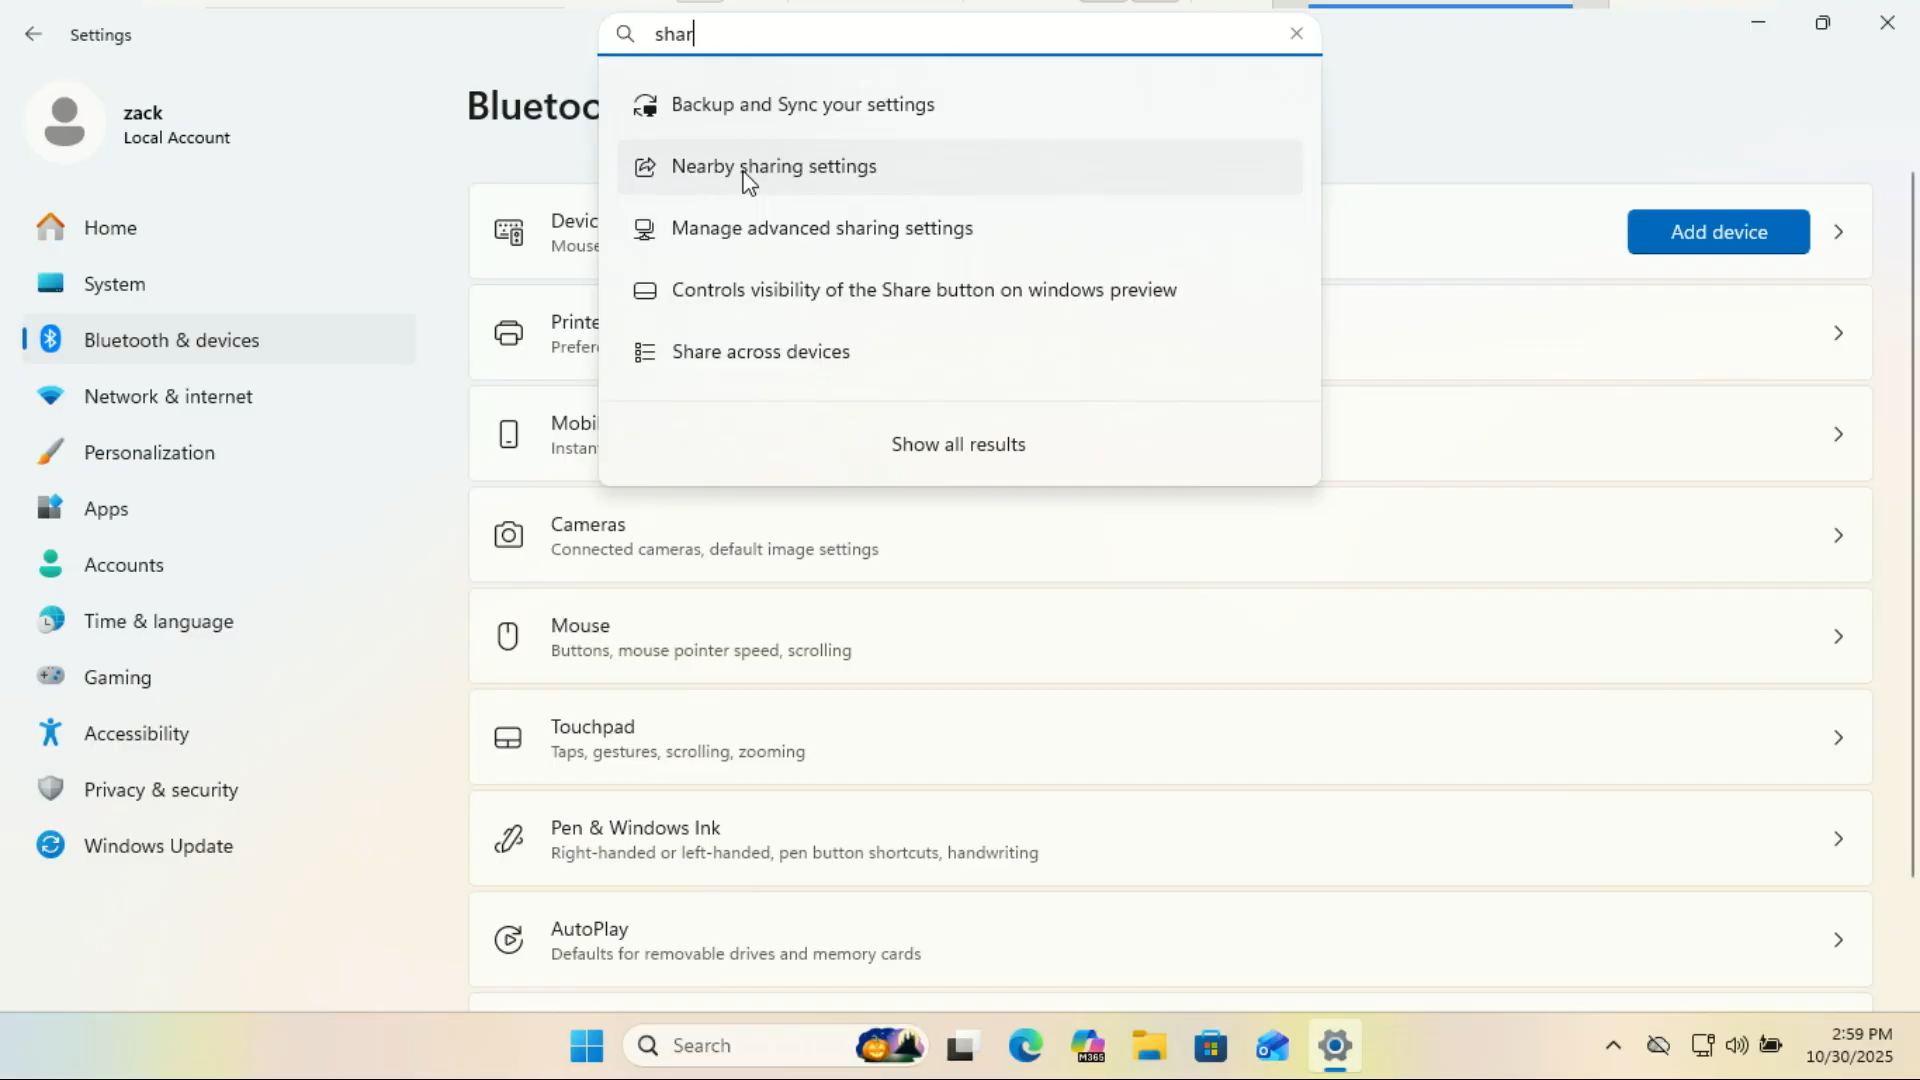 Settings
shar
zack
Local Account
Bluetoo
Backup and Sync your settings
Nearby sharing settings
Manage advanced sharing settings
Controls visibility of the Share button on windows preview
Share across devices
Show all results
Home
System
Bluetooth & devices
Network & internet
Personalization
Apps
Accounts
Time & language
Gaming
Accessibility
Privacy & security
Windows Update
Devic
Mouse
Add device
Printe
Prefer
Mobi
Instan
Cameras
Connected cameras, default image settings
Mouse
Buttons, mouse pointer speed, scrolling
Touchpad
Taps, gestures, scrolling, zooming
Pen & Windows Ink
Right-handed or left-handed, pen button shortcuts, handwriting
AutoPlay
Defaults for removable drives and memory cards
Search
M365
2:59 PM
10/30/2025